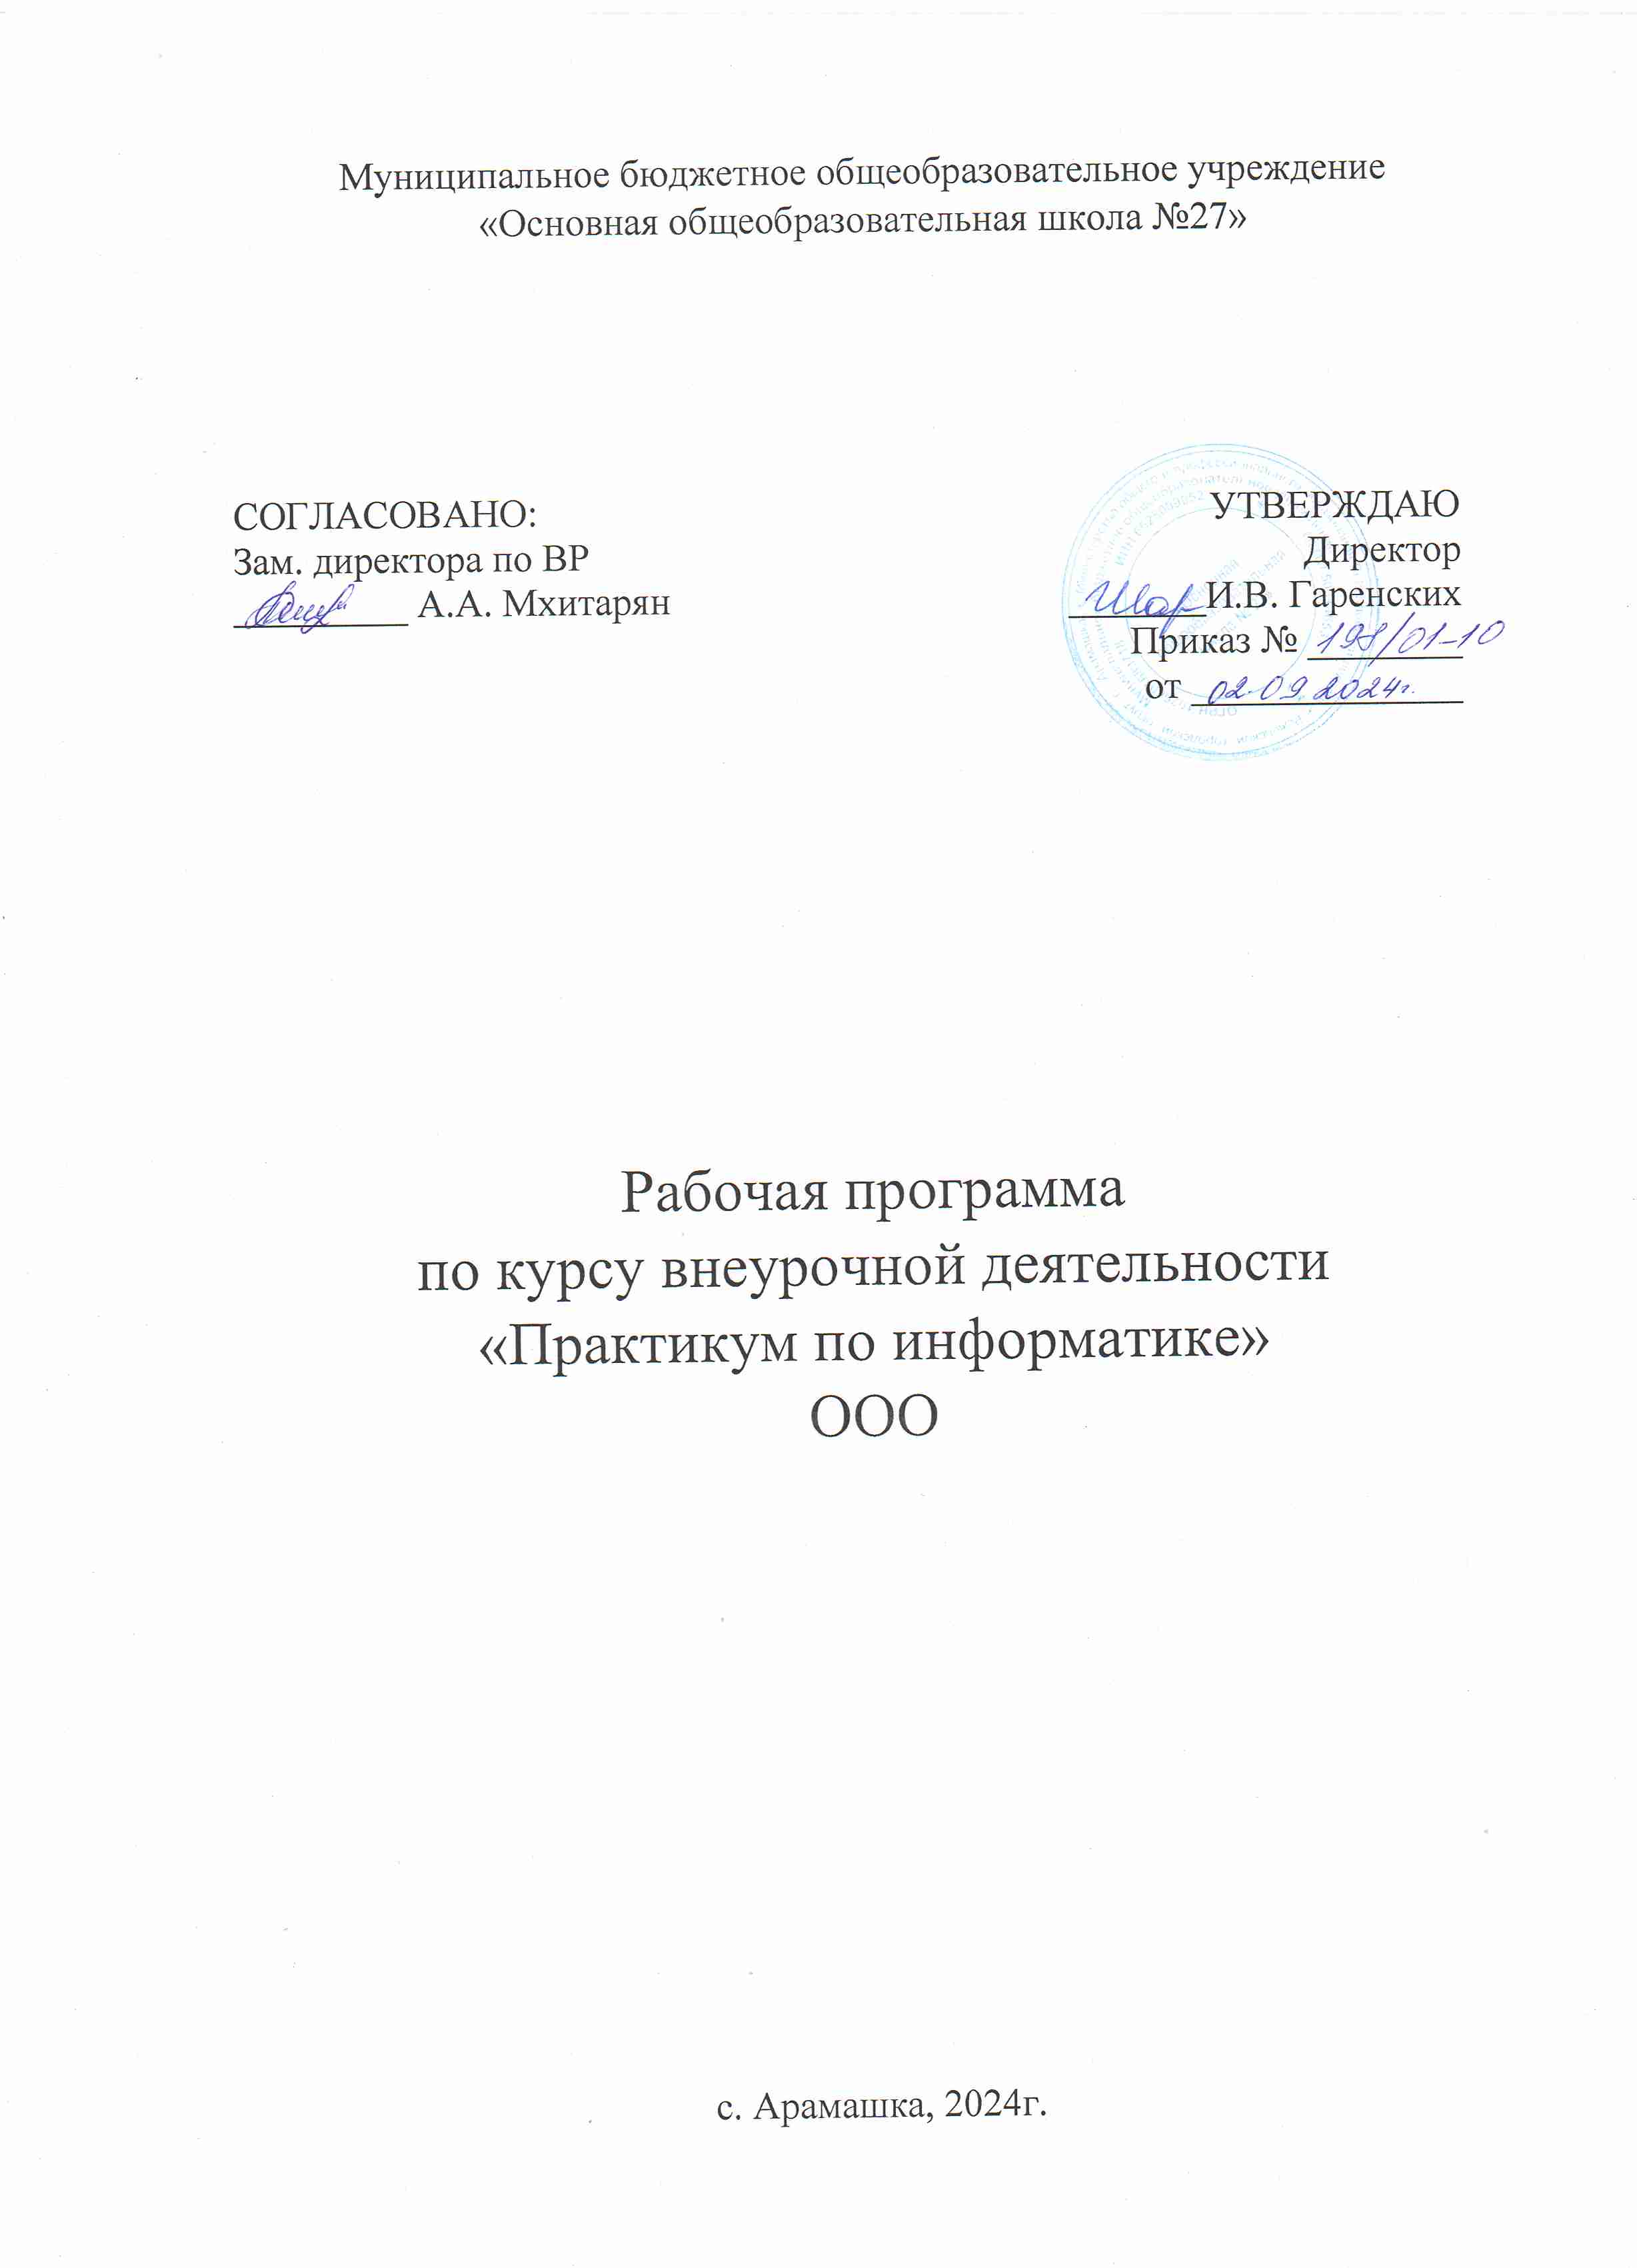 Муниципальное бюджетное общеобразовательное учреждение
«Основная общеобразовательная школа №27»
СОГЛАСОВАНО:
Зам. директора по ВР
А.А. Мхитарян
УТВЕРЖДАЮ
Директор
И.В. Гаренских
Приказ № 198/01-10
от 02.09.2024г.
Рабочая программа
по курсу внеурочной деятельности
«Практикум по информатике»
ООО
с. Арамашка, 2024г.